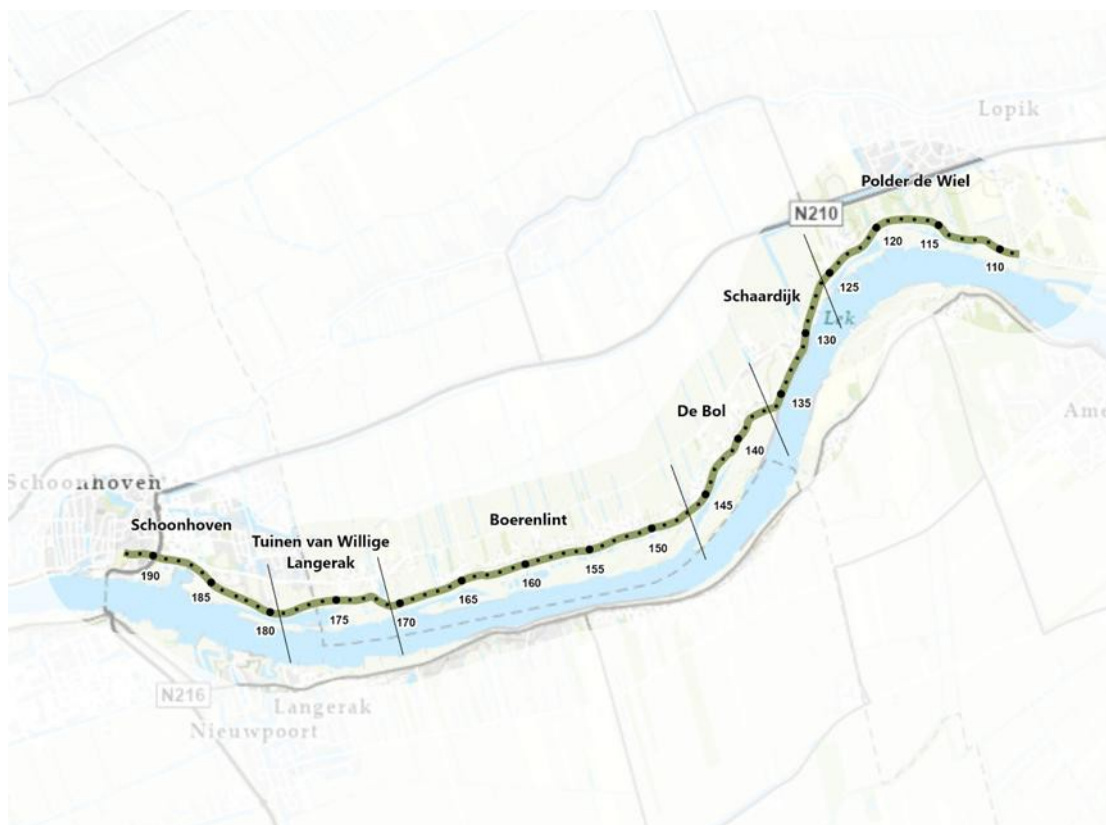 Lopik
Polder de Wiel
N210
120
115
110
125
Schaardijk
Lek
130
135
De Bol
Ame
140
Schoonhoven
145
Boerenlint
Schoonhoven
150
Tuinen van Willige
Langerak
155
160
190
165
185
175
170
180
N216
Langerak
Nieuwpoort